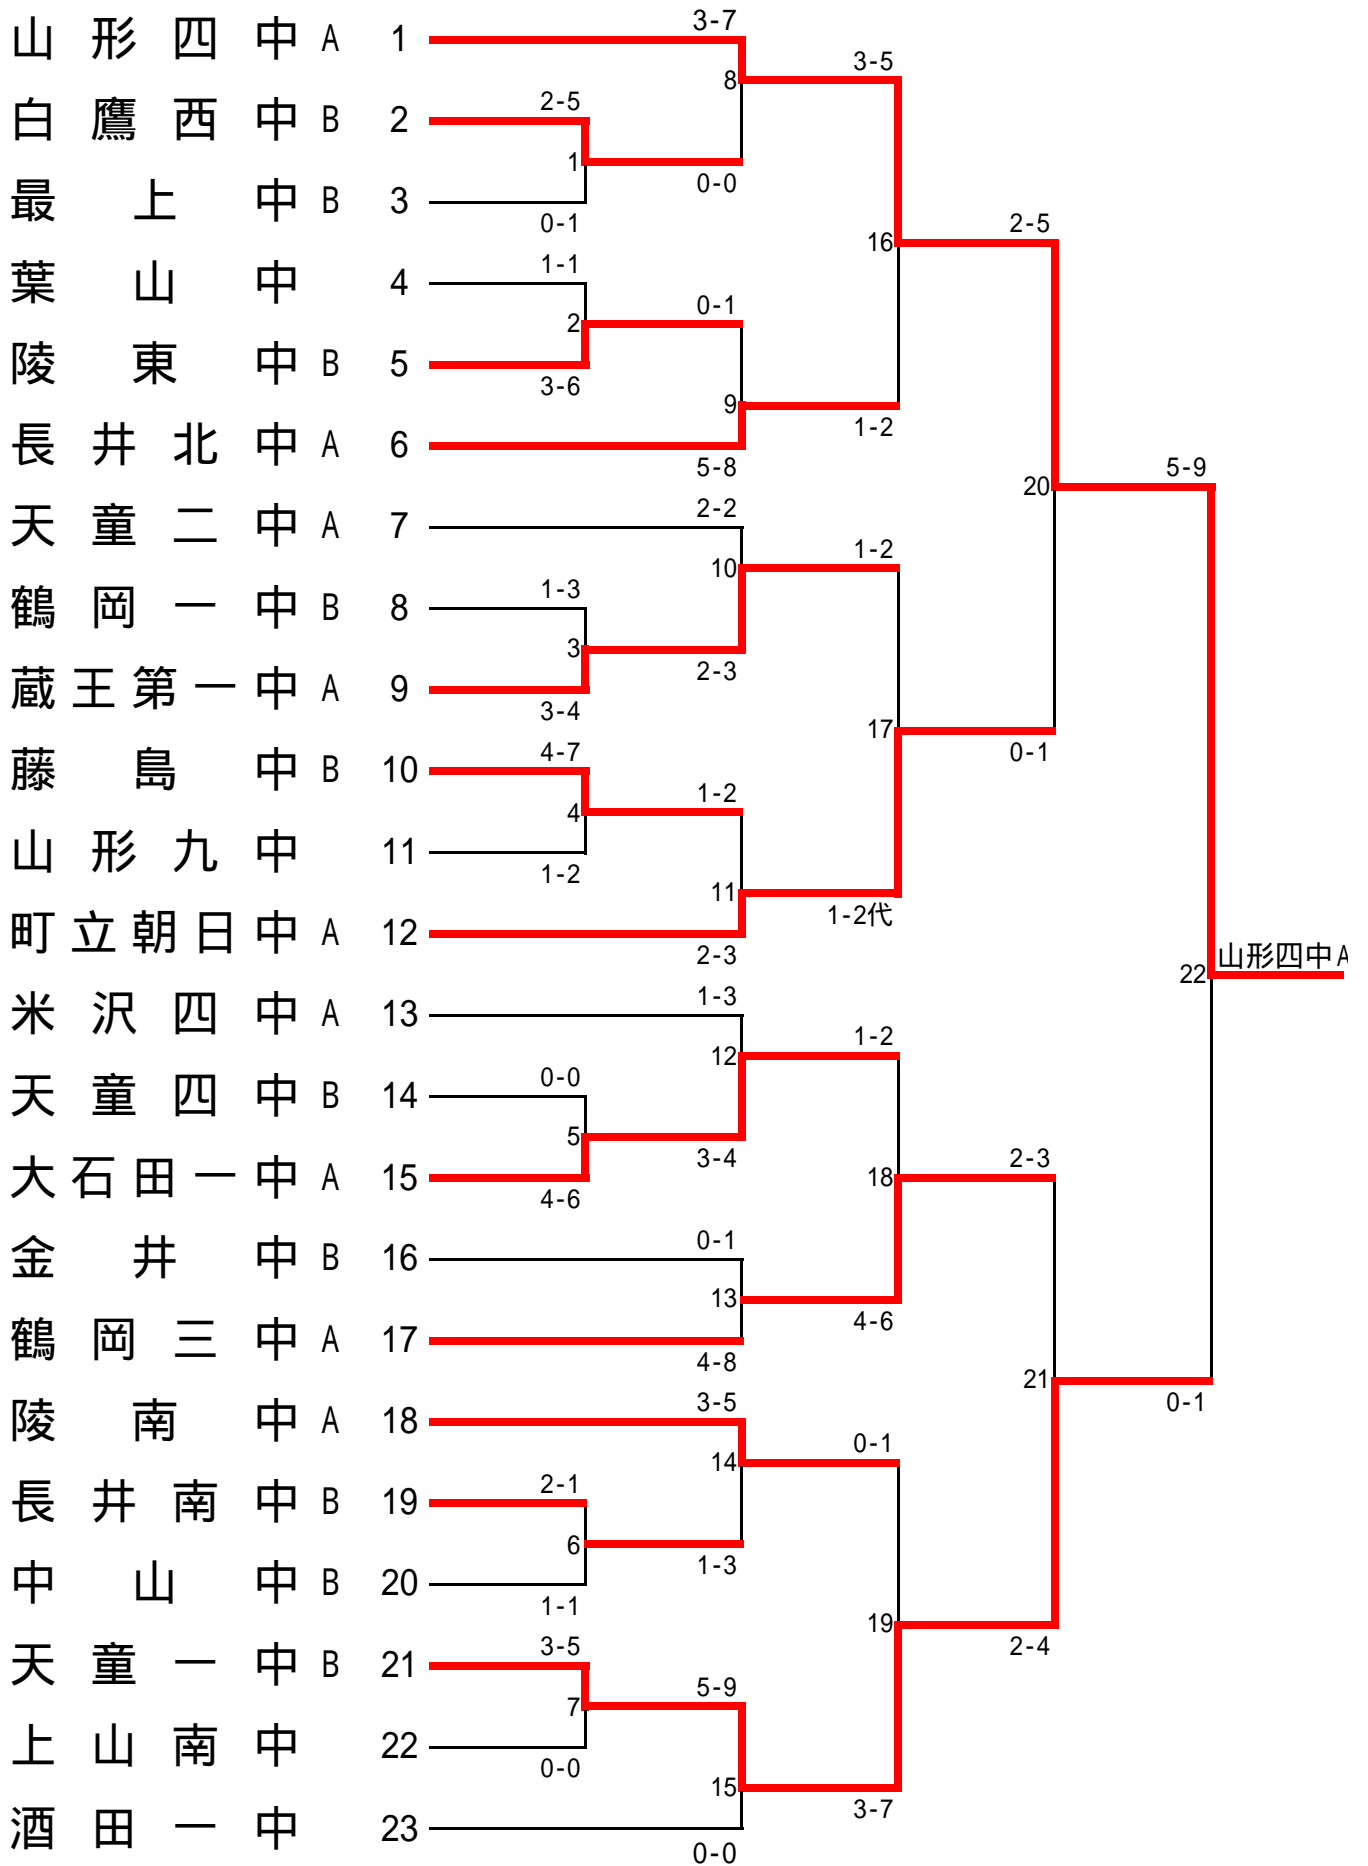 3-7
山形四中 A 1
3-5
8
2-5
白鷹西中 B 2
1
0-0
最上中 B 3
0-1
2-5
16
1-1
葉山中 4
0-1
2
陵東中 B 5
3-6
9
1-2
長井北中 A 6
5-8
5-9
20
2-2
天童二中 A 7
1-2
10
1-3
鶴岡一中 B 8
3
2-3
蔵王第一中 A 9
3-4
17
0-1
4-7
藤島中 B 10
1-2
4
山形九中 11
1-2
11
1-2代
町立朝日中 A 12
2-3
山形四中 A
22
1-3
米沢四中 A 13
1-2
12
0-0
天童四中 B 14
5
3-4
2-3
大石田一中 A 15
18
4-6
0-1
金井中 B 16
13
4-6
鶴岡三中 A 17
4-8
21
0-1
3-5
陵南中 A 18
0-1
14
2-1
長井南中 B 19
6
1-3
中山中 B 20
1-1
19
2-4
3-5
天童一中 B 21
5-9
7
上山南中 22
0-0
15
3-7
酒田一中 23
0-0